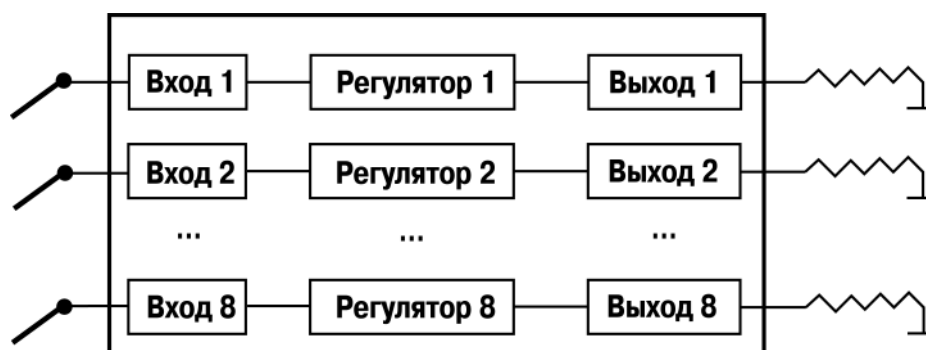 Вход 1 Регулятор 1 Выход 1
Вход 2 Регулятор 2 Выход 2
... ... ...
Вход 8 Регулятор 8 Выход 8